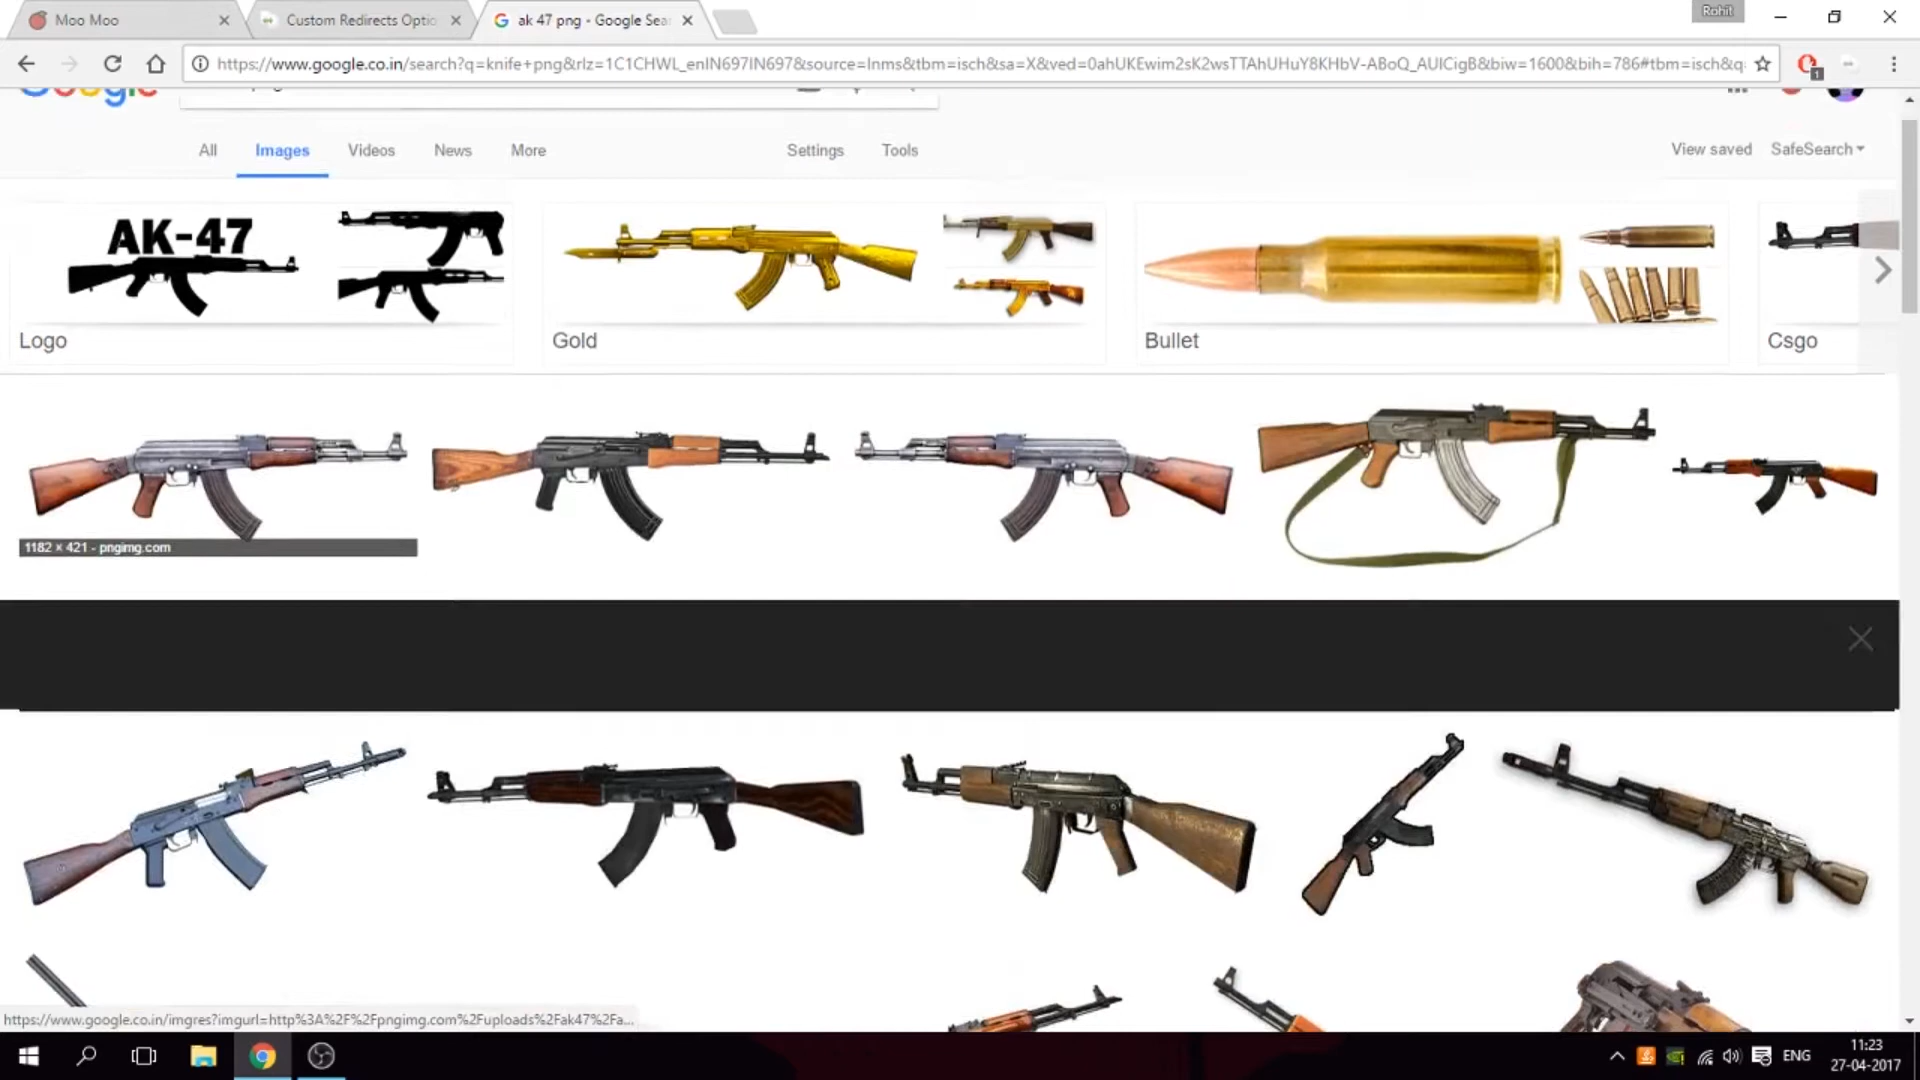 Moo Moo
Custom Redirects Optio
ak 47 png - Google Sea
Rohit
https://www.google.co.in/search?q=knife+png&rlz=1C1CHWL_enIN697IN697&source=lnms&tbm=isch&sa=X&ved=0ahUKEwim2sK2wsTTAhUHuY8KHbV-ABoQ_AUICigB&biw=1600&bih=786#tbm=isch&q
1
All
Images
Videos
News
More
Settings
Tools
View saved
SafeSearch
AK-47
Logo
Gold
Bullet
Csgo
1182 × 421 - pngimg.com
https://www.google.co.in/imgres?imgurl=http%3A%2F%2Fpngimg.com%2Fuploads%2Fak47%2Fa...
ENG
11:23
27-04-2017